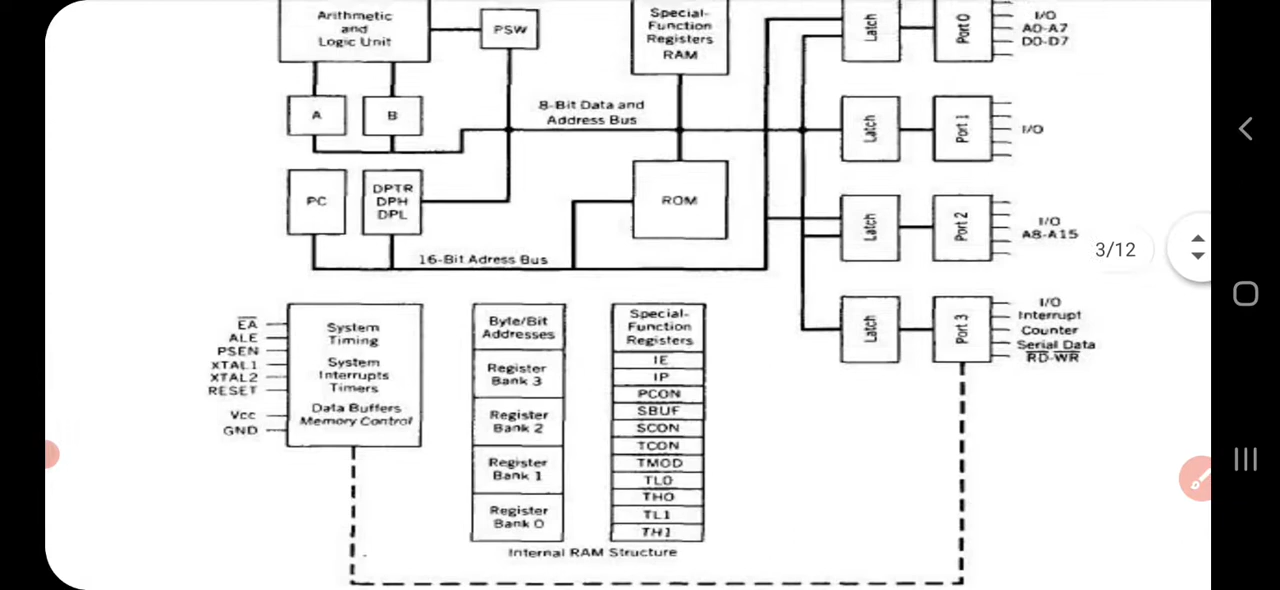 Arithmetic
and
Logic Unit
PSW
Special-
Function
Registers
RAM
Latch
Port 0
I/O
A0-A7
D0-D7
A
B
8-Bit Data and
Address Bus
Latch
Port 1
I/O
PC
DPTR
DPH
DPL
ROM
Latch
Port 2
I/O
A8-A15
3/12
16-Bit Adress Bus
EA
ALE
PSEN
XTAL1
XTAL2
RESET
Vcc
GND
System
Timing
System
Interrupts
Timers
Data Buffers
Memory Control
Byte/Bit
Addresses
Register
Bank 3
Register
Bank 2
Register
Bank 1
Register
Bank 0
Special-
Function
Registers
IE
IP
PCON
SBUF
SCON
TCON
TMOD
TL0
TH0
TL1
TH1
Latch
Port 3
I/O
Interrupt
Counter
Serial Data
RD-WR
Internal RAM Structure